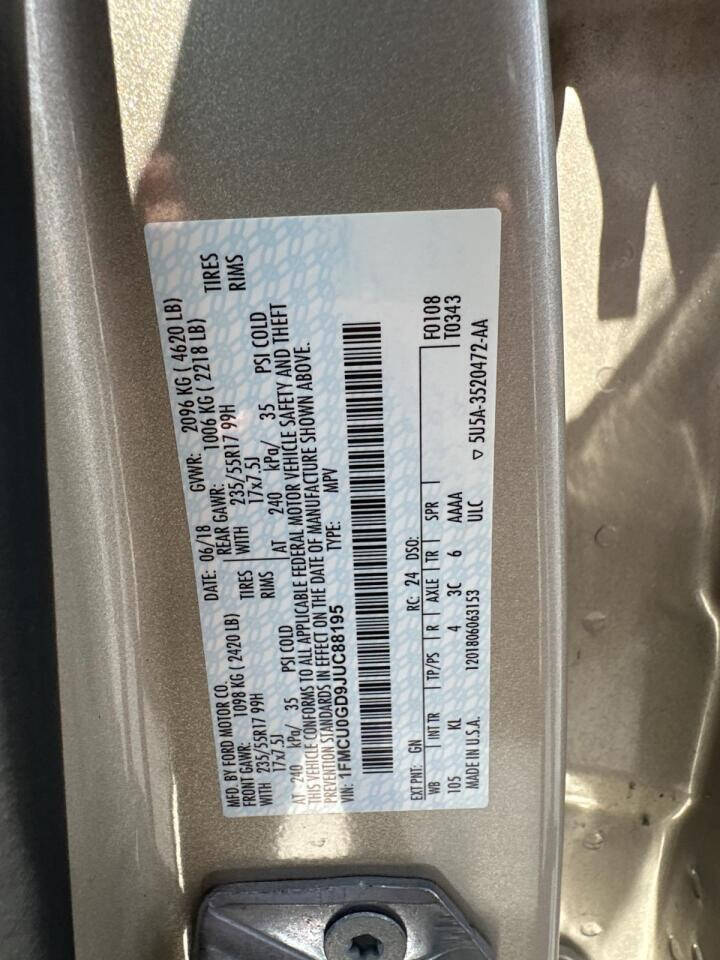 MFD. BY FORD MOTOR CO.
DATE: 06/18 GVWR: 2096 KG ( 4620 LB)
FRONT GAWR: 1098 KG ( 2420 LB) REAR GAWR: 1006 KG ( 2218 LB)
WITH 235/55R17 99H TIRES WITH 235/55R17 99H TIRES
17x7.5J RIMS 17x7.5J RIMS
AT 240 kPa/ 35 PSI COLD AT 240 kPa/ 35 PSI COLD
THIS VEHICLE CONFORMS TO ALL APPLICABLE FEDERAL MOTOR VEHICLE SAFETY AND THEFT
PREVENTION STANDARDS IN EFFECT ON THE DATE OF MANUFACTURE SHOWN ABOVE.
VIN: 1FMCU0GD9JUC88195 TYPE: MPV
EXT PNT: GN RC: 24 DSO: F0108
WB INT TR TP/PS R AXLE TR SPR T0343
105 KL 4 3C 6 AAAA
MADE IN U.S.A. 1201806063153 ULC ▽ 5U5A-3520472-AA